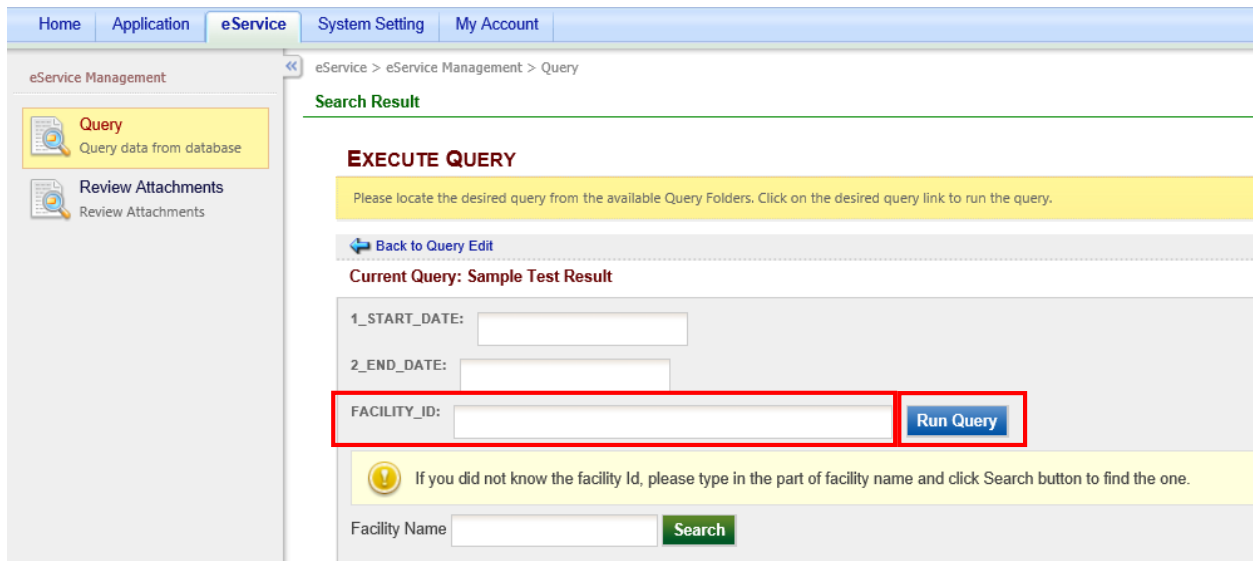 Home Application eService System Setting My Account
eService Management
Query
Query data from database
Review Attachments
Review Attachments
eService > eService Management > Query
Search Result
EXECUTE QUERY
Please locate the desired query from the available Query Folders. Click on the desired query link to run the query.
Back to Query Edit
Current Query: Sample Test Result
1_START_DATE:
2_END_DATE:
FACILITY_ID: Run Query
If you did not know the facility Id, please type in the part of facility name and click Search button to find the one.
Facility Name Search